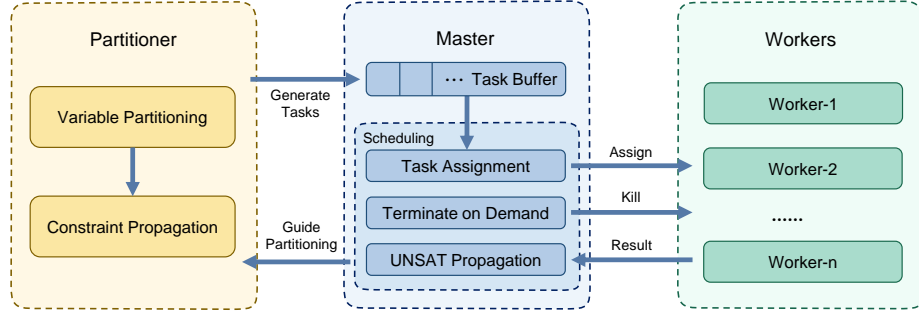 Partitioner
Variable Partitioning
Constraint Propagation
Generate
Tasks
Guide
Partitioning
Master
... Task Buffer
Scheduling
Task Assignment
Terminate on Demand
UNSAT Propagation
Assign
Kill
Result
Workers
Worker-1
Worker-2
......
Worker-n